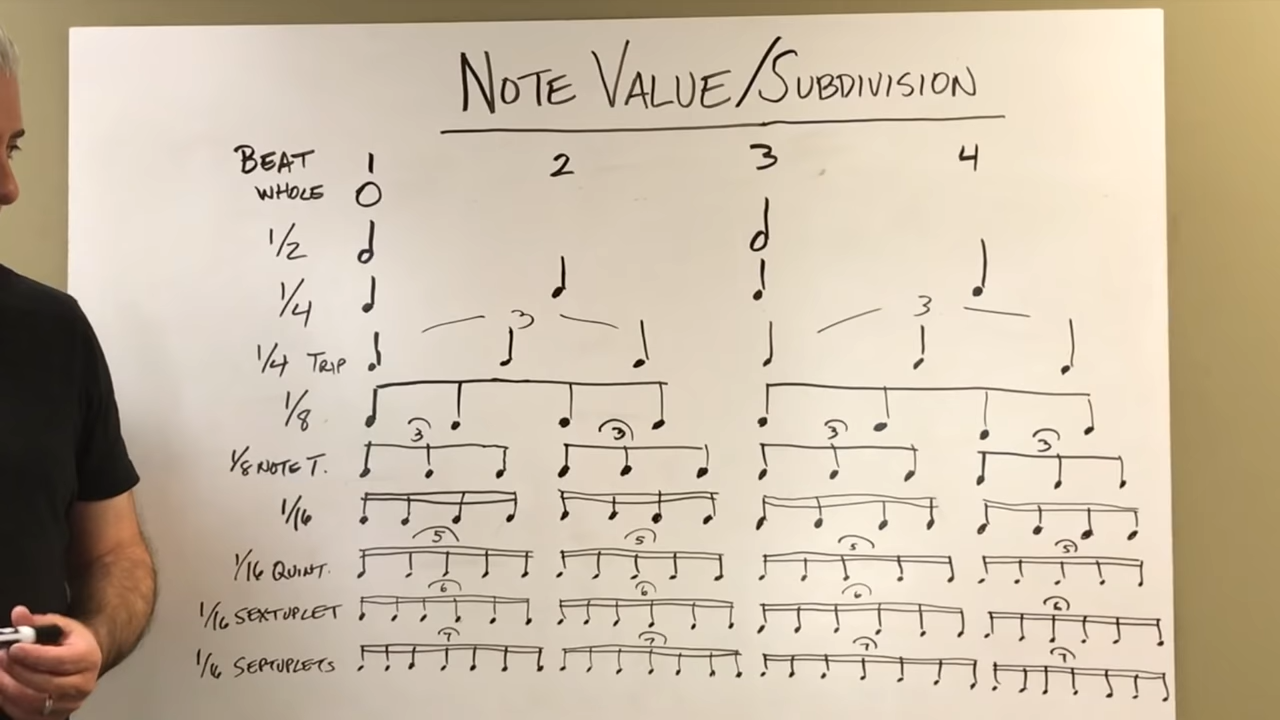 NOTE VALUE/SUBDIVISION
BEAT 1 2 3 4
WHOLE
1/2
1/4
3 3
1/4 TRIP
1/8
3 3 3 3
1/8 NOTE T.
1/16
5 5 5 5
1/16 QUINT.
6 6 6 6
1/16 SEXTUPLET
7 7 7 7
1/6 SEPTUPLETS